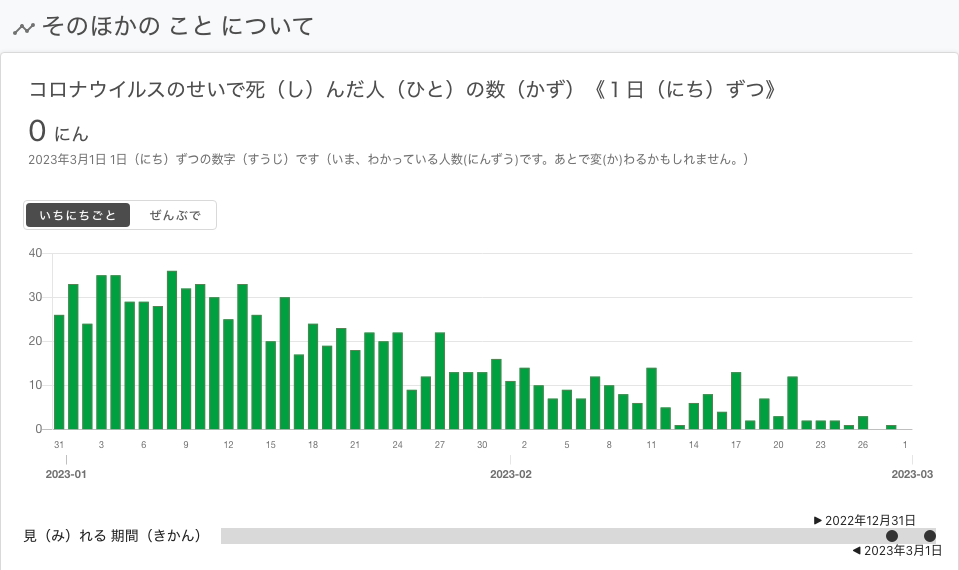 そのほかの こと について
コロナウイルスのせいで死（し）んだ人（ひと）の数（かず）《１日（にち）ずつ》
0 にん
2023年3月1日 1日（にち）ずつの数字（すうじ）です（いま、わかっている人数(にんずう)です。あとで変(か)わるかもしれません。）
いちにちごと ぜんぶで
40
30
20
10
0
31 3 6 9 12 15 18 21 24 27 30 2 5 8 11 14 17 20 23 26 1
2023-01 2023-02 2023-03
▶ 2022年12月31日
見（み）れる 期間（きかん）
◀ 2023年3月1日